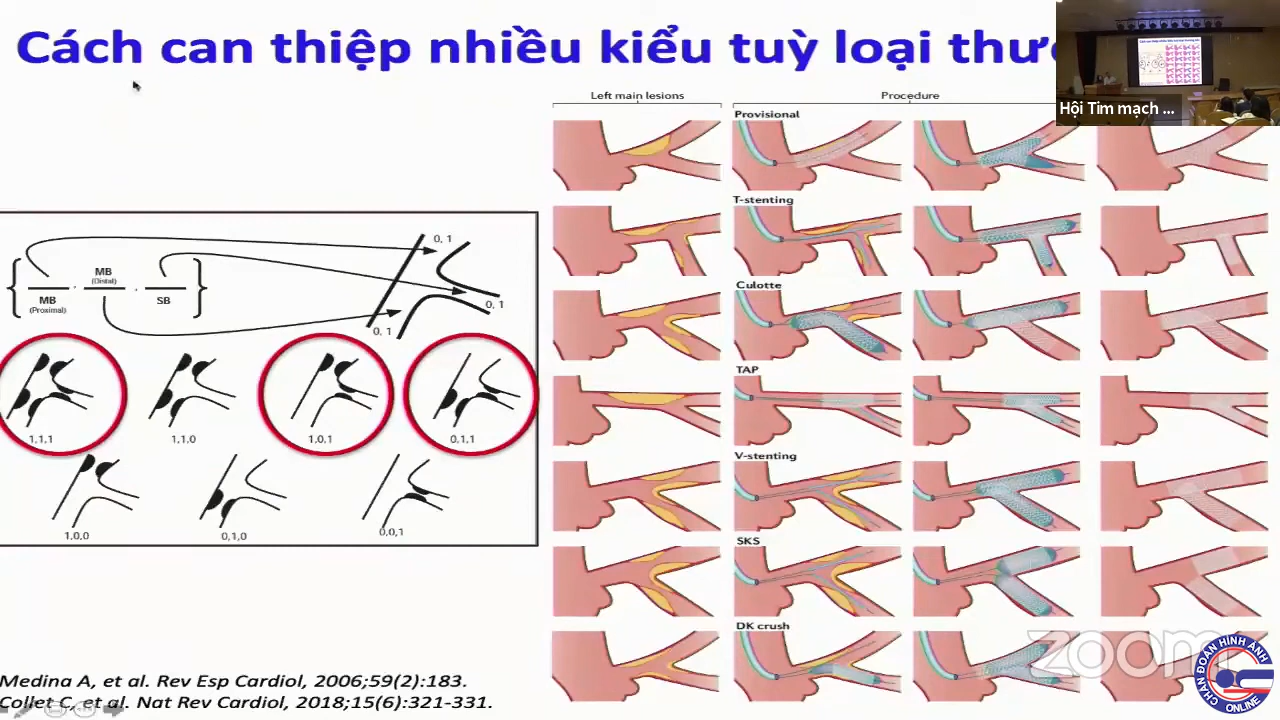 Cách can thiệp nhiều kiểu tuỳ loại thư
Hội Tim mạch ...
Left main lesions
Procedure
Provisional
T-stenting
Culotte
TAP
V-stenting
SKS
DK crush
MB
(Proximal)
MB
(Distal)
SB
0, 1
0, 1
0, 1
1,1,1
1,1,0
1,0,1
0,1,1
1,0,0
0,1,0
0,0,1
Medina A, et al. Rev Esp Cardiol, 2006;59(2):183.
Collet C, et al. Nat Rev Cardiol, 2018;15(6):321-331.
zoom
CHẨN ĐOÁN HÌNH ẢNH
ONLINE